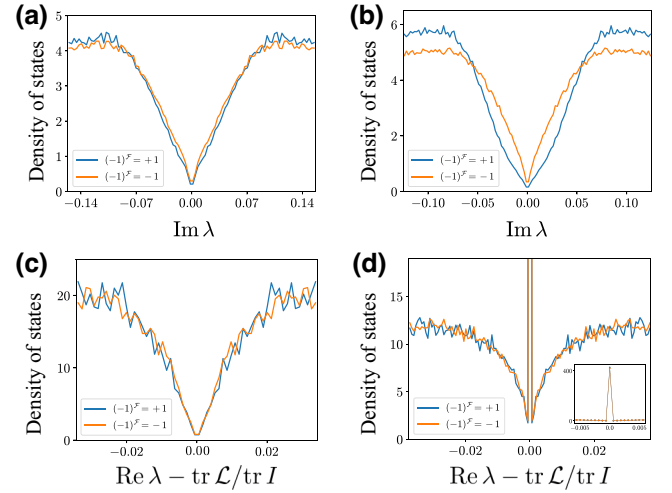 (a)
Density of states
5
4
3
2
1
0
−0.14 −0.07 0.00 0.07 0.14
Im λ
(−1)^ℱ = +1
(−1)^ℱ = −1
(b)
Density of states
6
4
2
0
−0.10 −0.05 0.00 0.05 0.10
Im λ
(−1)^ℱ = +1
(−1)^ℱ = −1
(c)
Density of states
20
10
0
−0.02 0.00 0.02
Re λ − tr ℒ/tr I
(−1)^ℱ = +1
(−1)^ℱ = −1
(d)
Density of states
15
10
5
0
−0.02 0.00 0.02
Re λ − tr ℒ/tr I
(−1)^ℱ = +1
(−1)^ℱ = −1
400
0
−0.005 0.0 0.005